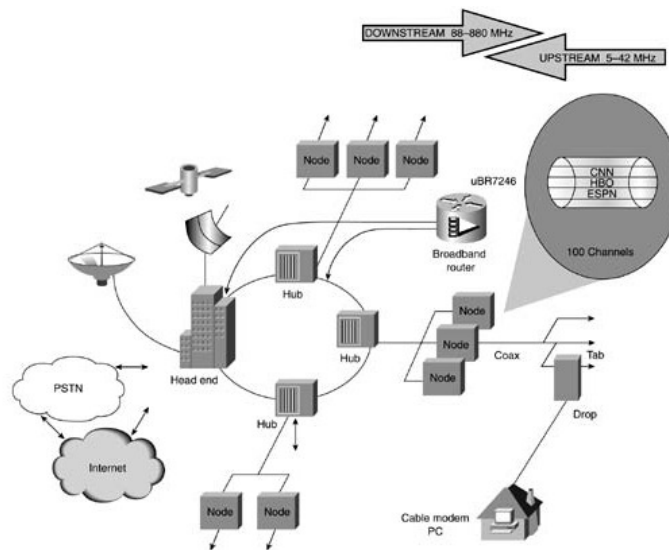 DOWNSTREAM 88–880 MHz
UPSTREAM 5–42 MHz
Node
Node
Node
uBR7246
CNN
HBO
ESPN
100 Channels
Broadband
router
Hub
Node
Node
Node
Hub
Coax
Tab
Head end
PSTN
Hub
Drop
Internet
Node
Node
Cable modem
PC